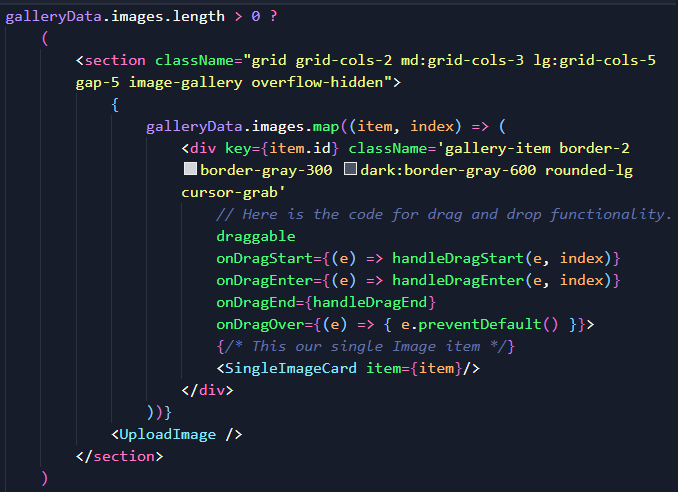 galleryData.images.length > 0 ?
(
<section className="grid grid-cols-2 md:grid-cols-3 lg:grid-cols-5
gap-5 image-gallery overflow-hidden">
{
galleryData.images.map((item, index) => (
<div key={item.id} className='gallery-item border-2
border-gray-300 dark:border-gray-600 rounded-lg
cursor-grab'
// Here is the code for drag and drop functionality.
draggable
onDragStart={(e) => handleDragStart(e, index)}
onDragEnter={(e) => handleDragEnter(e, index)}
onDragEnd={handleDragEnd}
onDragOver={(e) => { e.preventDefault() }}>
{/* This our single Image item */}
<SingleImageCard item={item}/>
</div>
))}
<UploadImage />
</section>
)